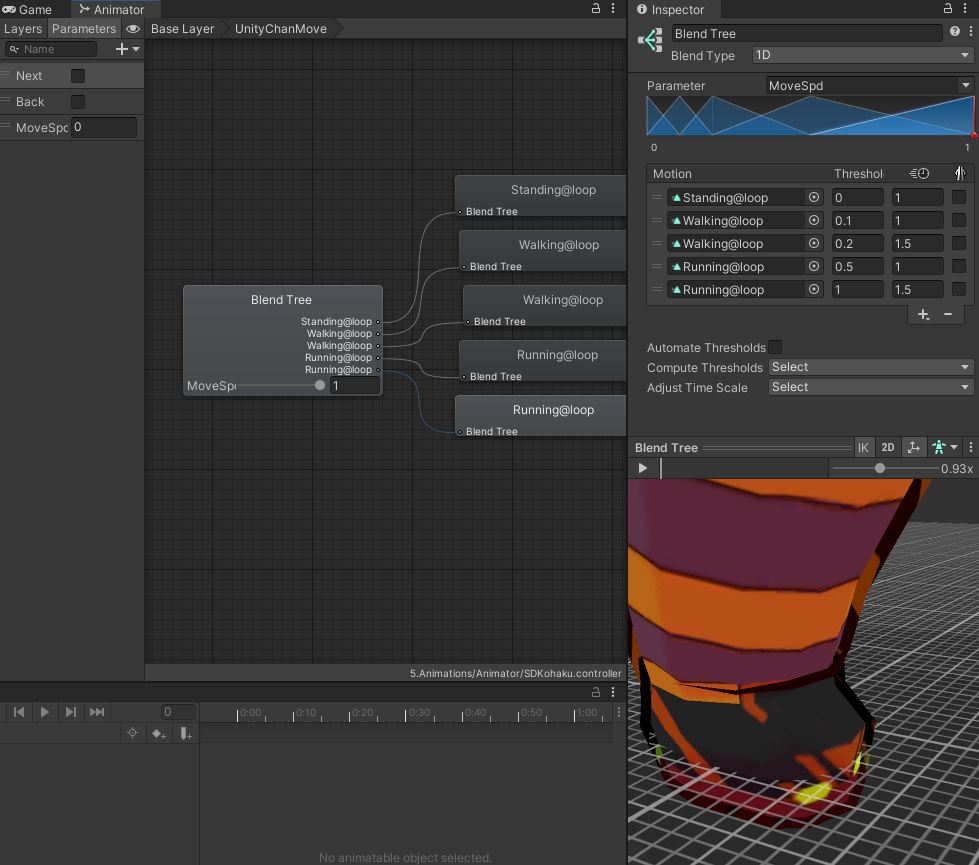 Game
Animator
Layers
Parameters
Base Layer
UnityChanMove
Name
Next
Back
MoveSpd
0
Standing@loop
Blend Tree
Walking@loop
Blend Tree
Walking@loop
Blend Tree
Running@loop
Blend Tree
Running@loop
Blend Tree
Blend Tree
Standing@loop
Walking@loop
Walking@loop
Running@loop
Running@loop
MoveSp
1
5.Animations/Animator/SDKohaku.controller
0
0:00
0:10
0:20
0:30
0:40
0:50
1:00
No animatable object selected.
Inspector
Blend Tree
Blend Type
1D
Parameter
MoveSpd
0
1
Motion
Threshol
Standing@loop 0 1
Walking@loop 0.1 1
Walking@loop 0.2 1.5
Running@loop 0.5 1
Running@loop 1 1.5
Automate Thresholds
Compute Thresholds
Select
Adjust Time Scale
Select
Blend Tree
IK
2D
0.93x